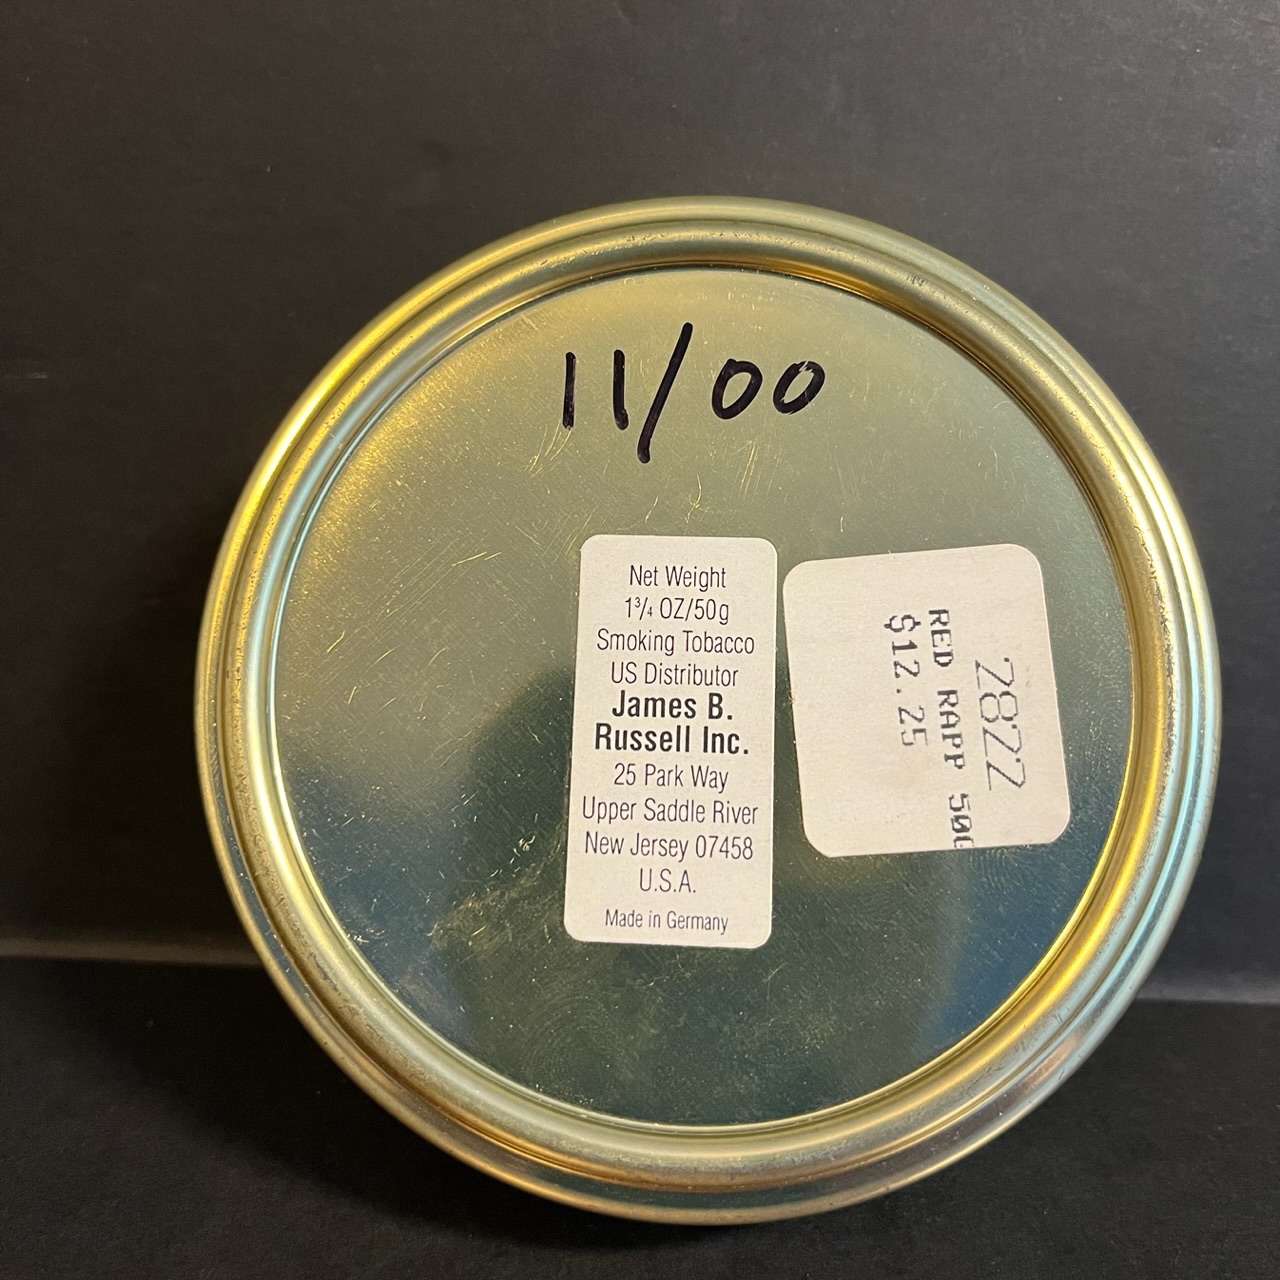 11/00
Net Weight
1¾ OZ/50g
Smoking Tobacco
US Distributor
James B.
Russell Inc.
25 Park Way
Upper Saddle River
New Jersey 07458
U.S.A.
Made in Germany
2822
RED RAPP 50G
$12.25